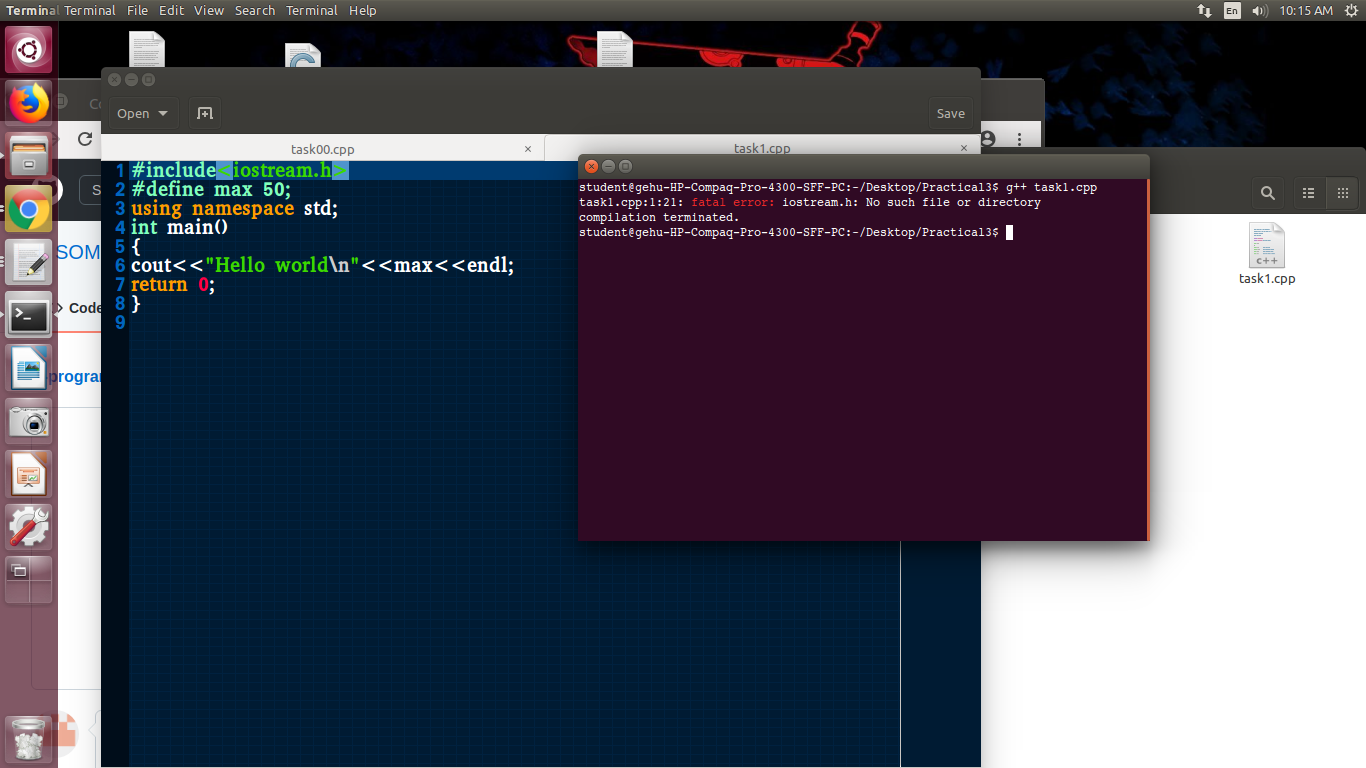 Terminal Terminal File Edit View Search Terminal Help En 10:15 AM
Open Save
task00.cpp × task1.cpp ×
1 #include<iostream.h>
2 #define max 50;
3 using namespace std;
4 int main()
5 {
6 cout<<"Hello world\n"<<max<<endl;
7 return 0;
8 }
9
student@gehu-HP-Compaq-Pro-4300-SFF-PC:~/Desktop/Practical3$ g++ task1.cpp
task1.cpp:1:21: fatal error: iostream.h: No such file or directory
compilation terminated.
student@gehu-HP-Compaq-Pro-4300-SFF-PC:~/Desktop/Practical3$
c++
task1.cpp
SOM
Code
progra